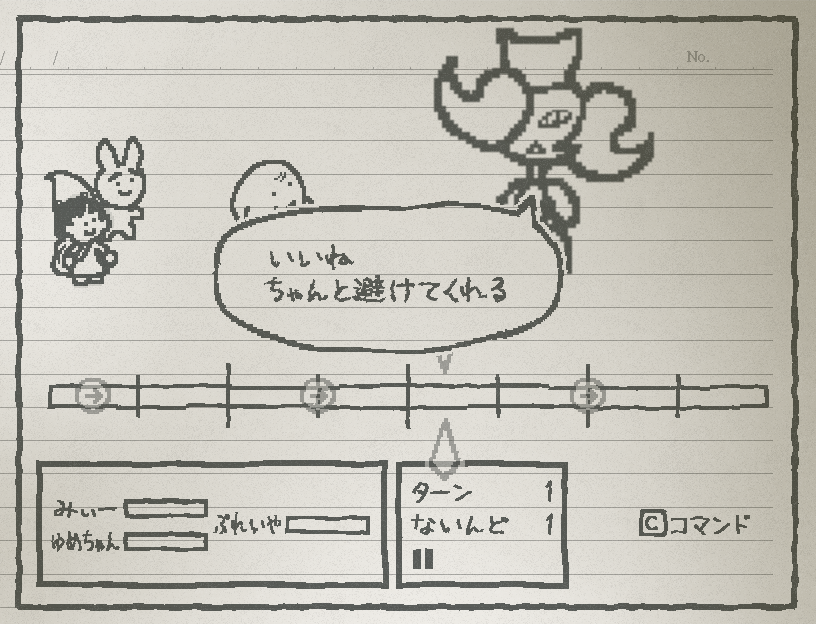 No.
いいね
ちゃんと避けてくれる
みぃー
ゆめちゃん
ぷれいや
ターン 1
ないんど 1
C コマンド